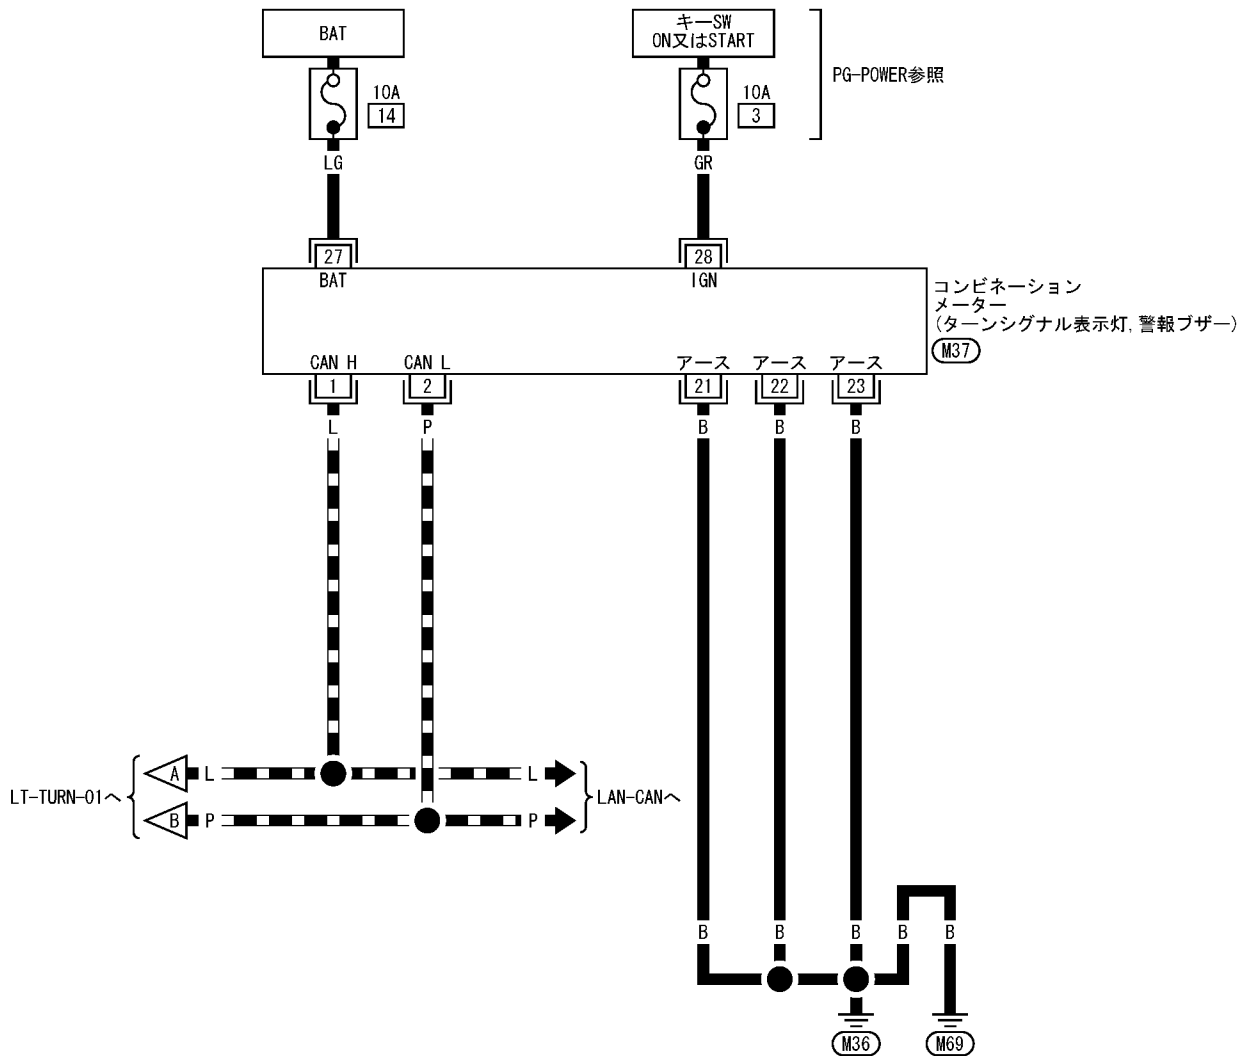 BAT
キーSW
ON又はSTART
PG-POWER参照
10A
14
10A
3
LG
GR
27
28
BAT
IGN
コンビネーション
メーター
(ターンシグナル表示灯, 警報ブザー)
M37
CAN H
CAN L
アース
アース
アース
1
2
21
22
23
L
P
B
B
B
LT-TURN-01へ
A
L
L
B
P
P
LAN-CANへ
B
B
B
B
B
M36
M69